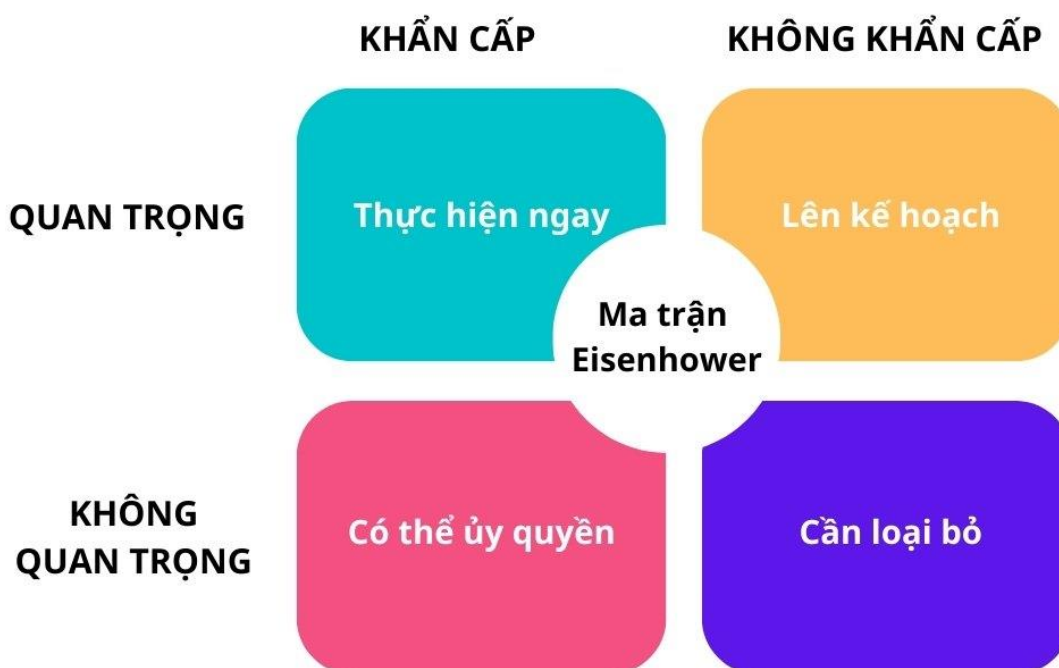 KHẨN CẤP
KHÔNG KHẨN CẤP
QUAN TRỌNG
Thực hiện ngay
Lên kế hoạch
Ma trận
Eisenhower
KHÔNG
QUAN TRỌNG
Có thể ủy quyền
Cần loại bỏ